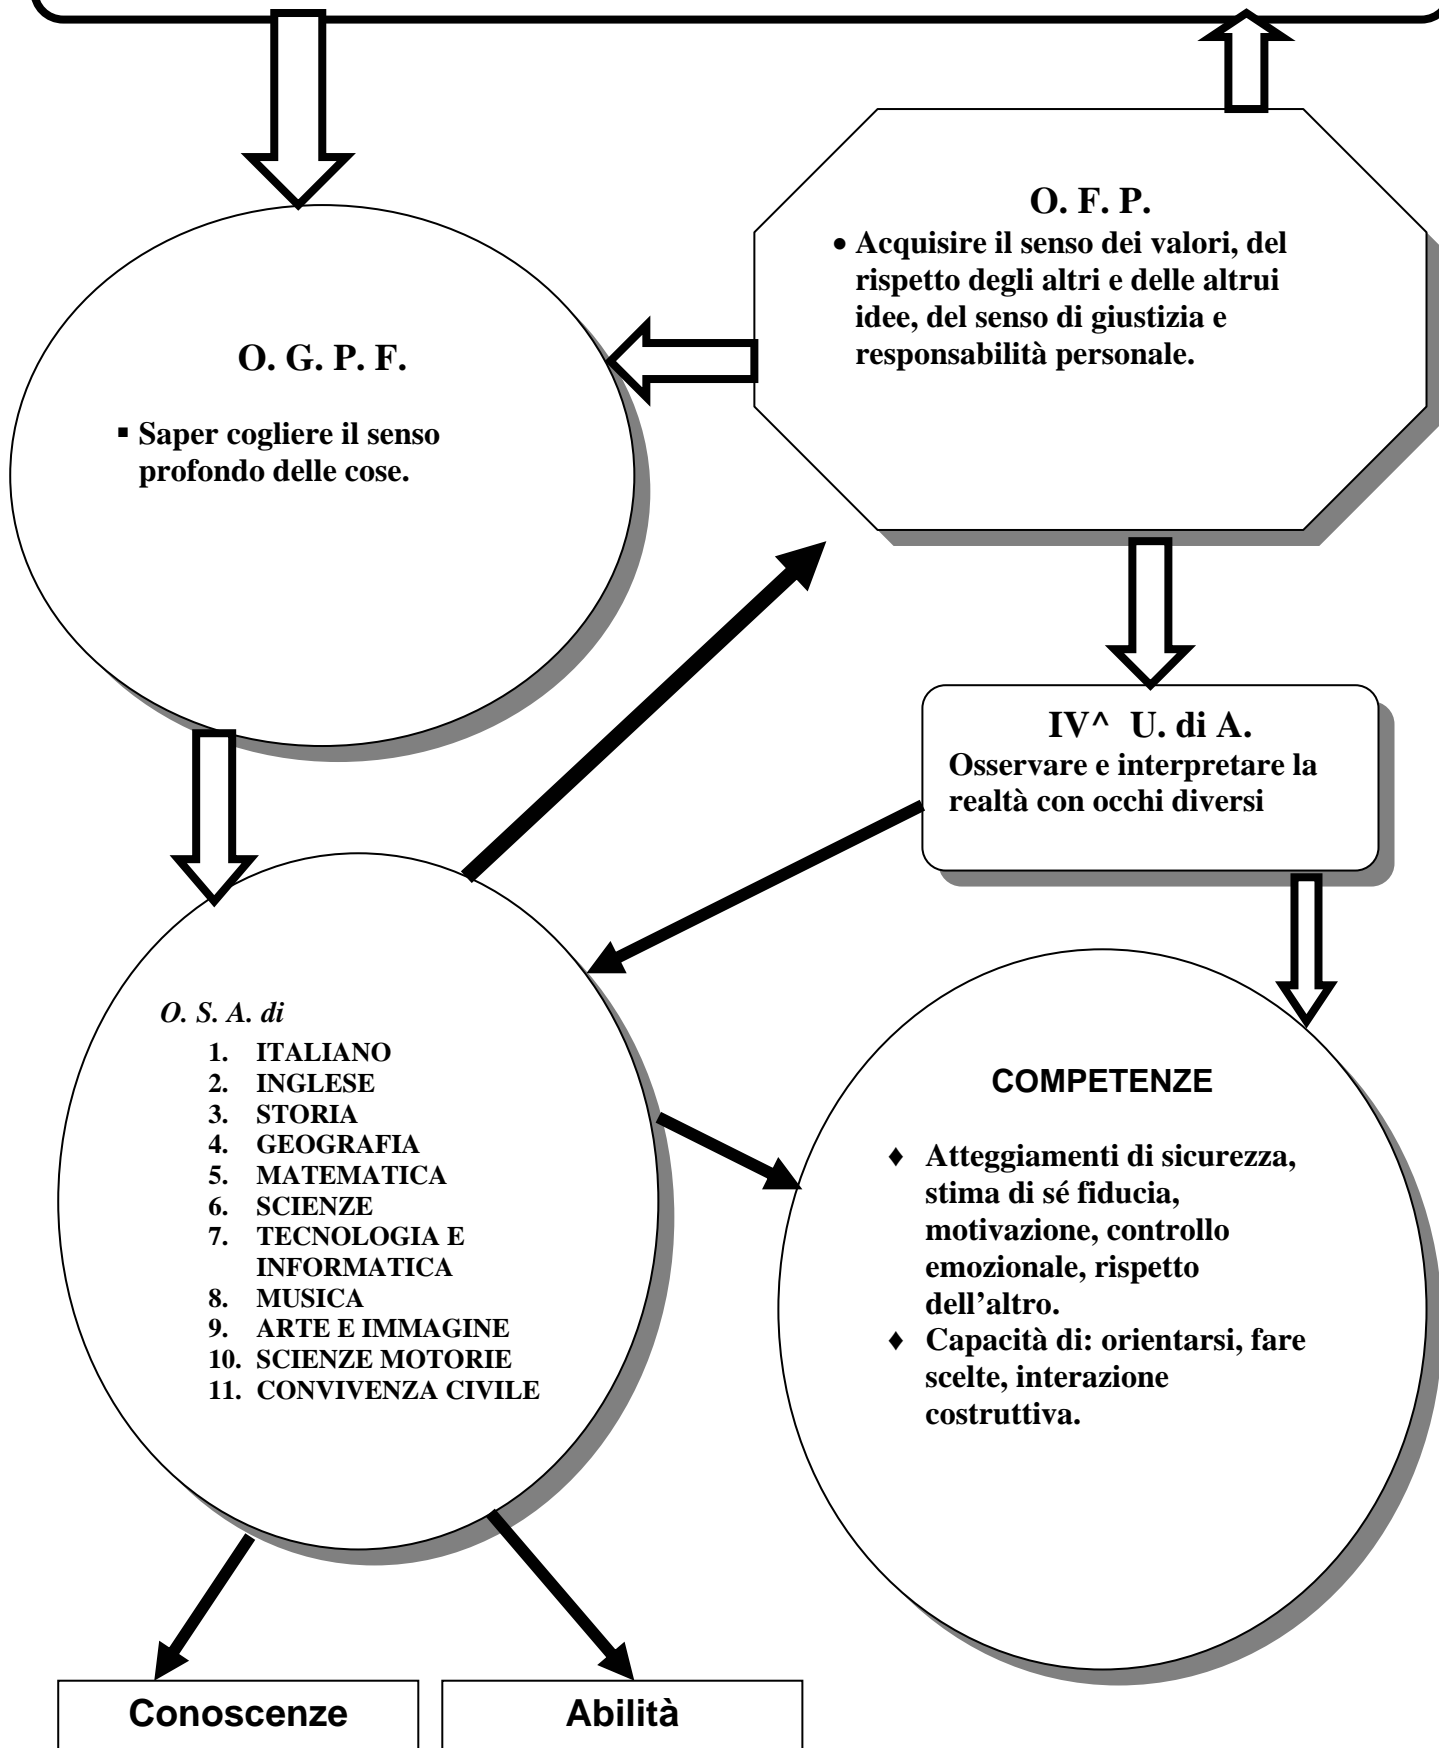 O. F. P.
• Acquisire il senso dei valori, del
rispetto degli altri e delle altrui
idee, del senso di giustizia e
responsabilità personale.
O. G. P. F.
▪ Saper cogliere il senso
profondo delle cose.
IV^ U. di A.
Osservare e interpretare la
realtà con occhi diversi
O. S. A. di
1. ITALIANO
2. INGLESE
3. STORIA
4. GEOGRAFIA
5. MATEMATICA
6. SCIENZE
7. TECNOLOGIA E
INFORMATICA
8. MUSICA
9. ARTE E IMMAGINE
10. SCIENZE MOTORIE
11. CONVIVENZA CIVILE
COMPETENZE
♦ Atteggiamenti di sicurezza,
stima di sé fiducia,
motivazione, controllo
emozionale, rispetto
dell’altro.
♦ Capacità di: orientarsi, fare
scelte, interazione
costruttiva.
Conoscenze
Abilità